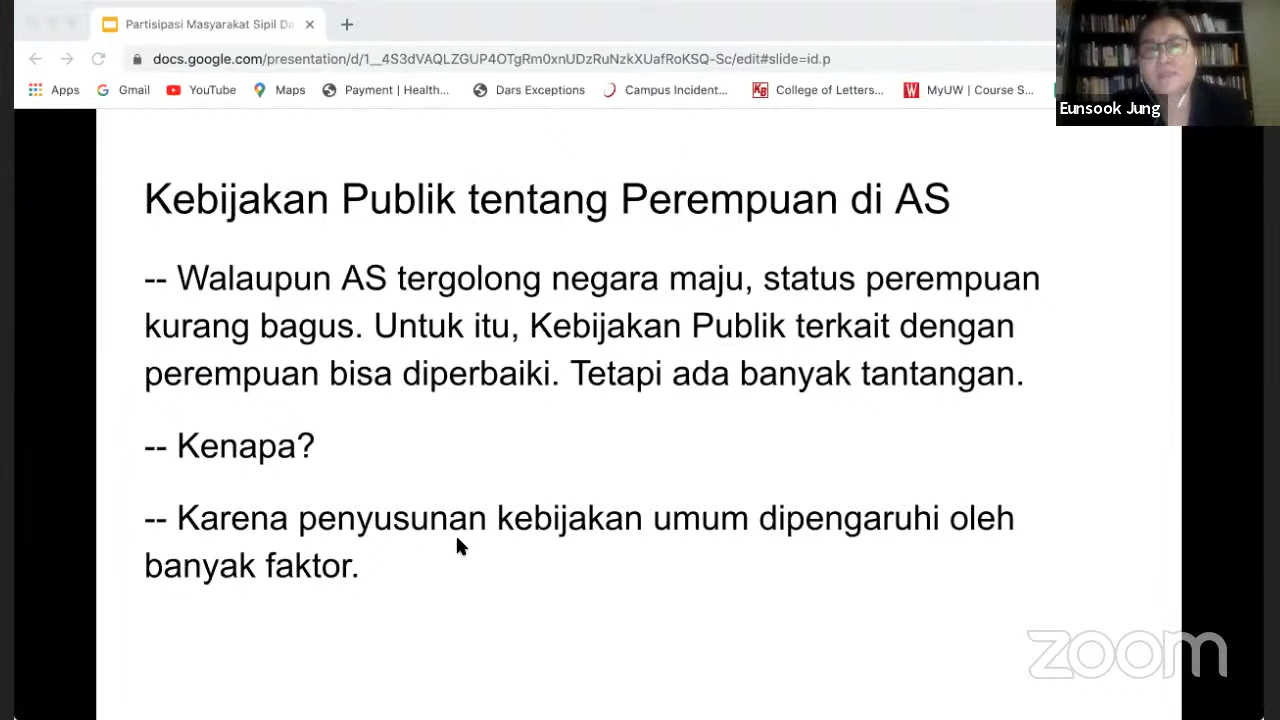 Partisipasi Masyarakat Sipil Da
docs.google.com/presentation/d/1__4S3dVAQLZGUP4OTgRm0xnUDzRuNzkXUafRoKSQ-Sc/edit#slide=id.p
Apps Gmail YouTube Maps Payment | Health... Dars Exceptions Campus Incident... College of Letters... MyUW | Course S...
Eunsook Jung
Kebijakan Publik tentang Perempuan di AS
-- Walaupun AS tergolong negara maju, status perempuan
kurang bagus. Untuk itu, Kebijakan Publik terkait dengan
perempuan bisa diperbaiki. Tetapi ada banyak tantangan.
-- Kenapa?
-- Karena penyusunan kebijakan umum dipengaruhi oleh
banyak faktor.
zoom